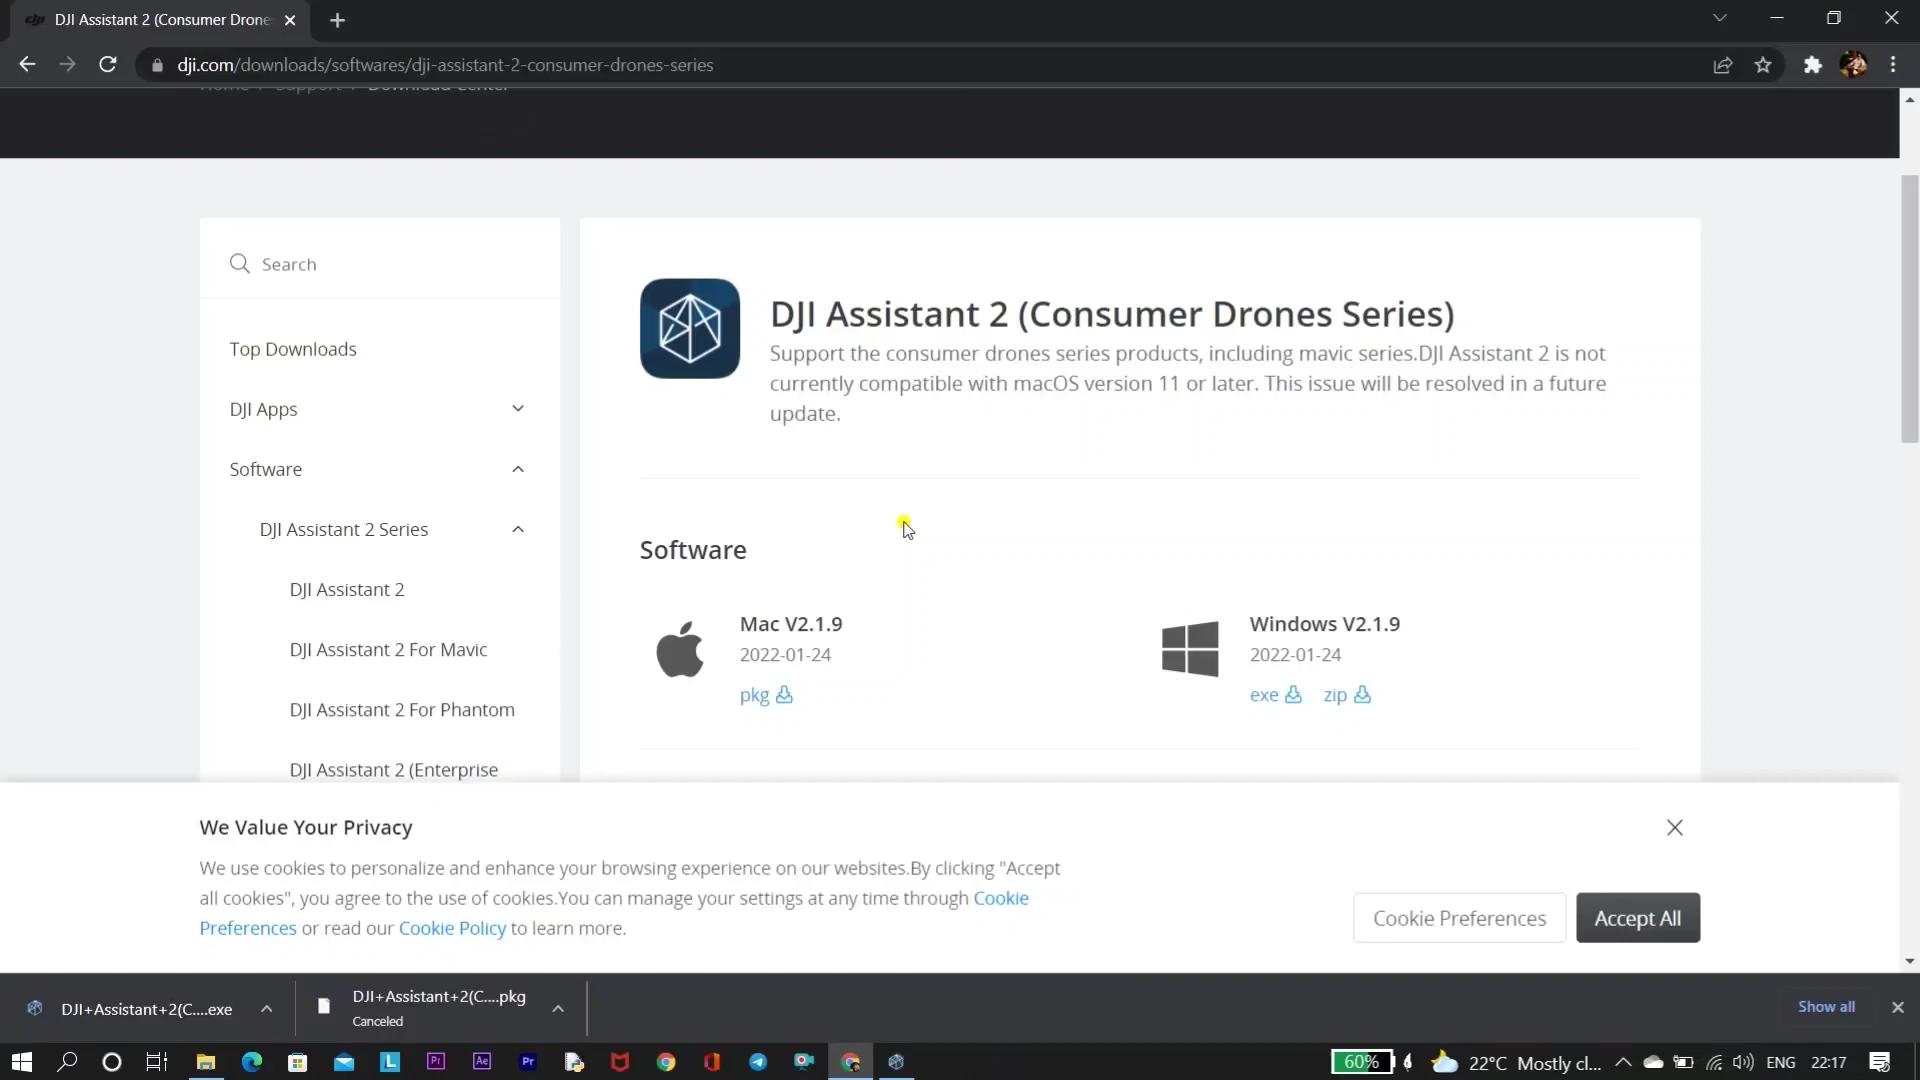 DJI Assistant 2 (Consumer Drone
dji.com/downloads/softwares/dji-assistant-2-consumer-drones-series
Home / Support / Download Center
Search
Top Downloads
DJI Apps
Software
DJI Assistant 2 Series
DJI Assistant 2
DJI Assistant 2 For Mavic
DJI Assistant 2 For Phantom
DJI Assistant 2 (Enterprise
DJI Assistant 2 (Consumer Drones Series)
Support the consumer drones series products, including mavic series.DJI Assistant 2 is not
currently compatible with macOS version 11 or later. This issue will be resolved in a future
update.
Software
Mac V2.1.9
2022-01-24
pkg
Windows V2.1.9
2022-01-24
exe zip
We Value Your Privacy
We use cookies to personalize and enhance your browsing experience on our websites.By clicking "Accept
all cookies", you agree to the use of cookies.You can manage your settings at any time through Cookie
Preferences or read our Cookie Policy to learn more.
Cookie Preferences
Accept All
DJI+Assistant+2(C....exe
DJI+Assistant+2(C....pkg
Canceled
Show all
L
Pr
Ae
Pr
60%
22°C Mostly cl...
ENG
22:17